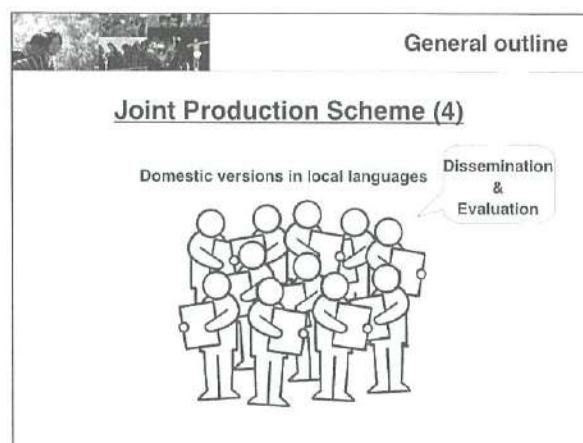 General outline
Joint Production Scheme (4)
Domestic versions in local languages
Dissemination
&
Evaluation